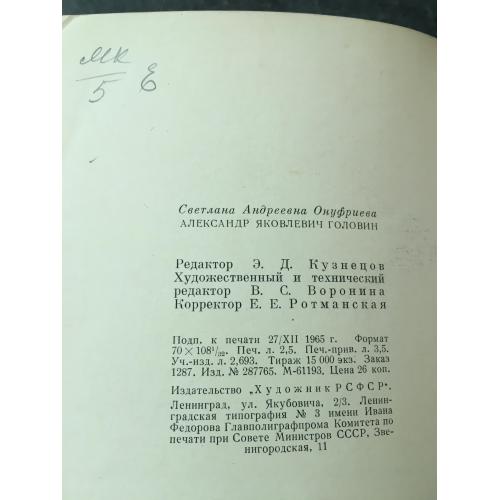 МК
5 Е
Светлана Андреевна Онуфриева
АЛЕКСАНДР ЯКОВЛЕВИЧ ГОЛОВИН
Редактор Э. Д. Кузнецов
Художественный и технический
редактор В. С. Воронина
Корректор Е. Е. Ротманская
Подп. к печати 27/XII 1965 г. Формат
70×108¹/₃₂. Печ. л. 2,5. Печ.-прив. л. 3,5.
Уч.-изд. л. 2,693. Тираж 15 000 экз. Заказ
1287. Изд. № 287765. М-61193. Цена 26 коп.
Издательство „Художник РСФСР".
Ленинград, ул. Якубовича, 2/3. Ленин-
градская типография № 3 имени Ивана
Федорова Главполиграфпрома Комитета по
печати при Совете Министров СССР, Зве-
нигородская, 11